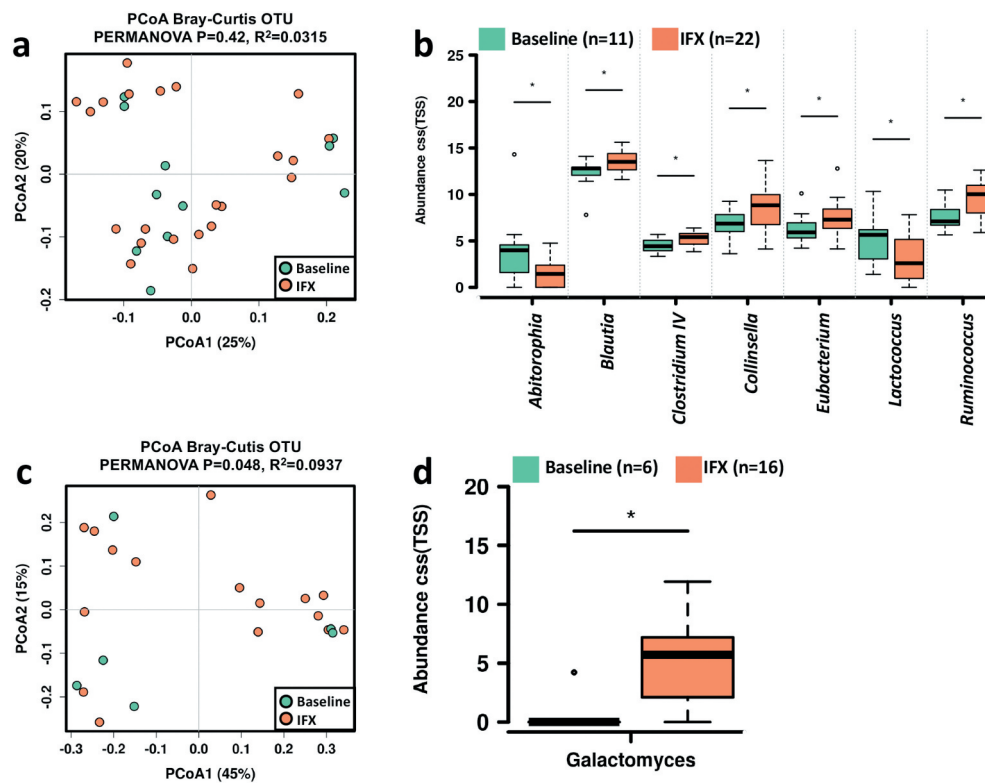 a
PCoA Bray-Curtis OTU
PERMANOVA P=0.42, R²=0.0315
PCoA2 (20%)
0.1
0.0
-0.1
-0.2
-0.1
0.0
0.1
0.2
PCoA1 (25%)
Baseline
IFX
b
Baseline (n=11)
IFX (n=22)
Abundance css(TSS)
25
20
15
10
5
0
*
*
*
*
*
*
*
Abitorophia
Blautia
Clostridium IV
Collinsella
Eubacterium
Lactococcus
Ruminococcus
c
PCoA Bray-Cutis OTU
PERMANOVA P=0.048, R²=0.0937
PCoA2 (15%)
0.2
0.1
0.0
-0.1
-0.2
-0.3
-0.2
-0.1
0.0
0.1
0.2
0.3
PCoA1 (45%)
Baseline
IFX
d
Baseline (n=6)
IFX (n=16)
Abundance css(TSS)
20
15
10
5
0
*
Galactomyces